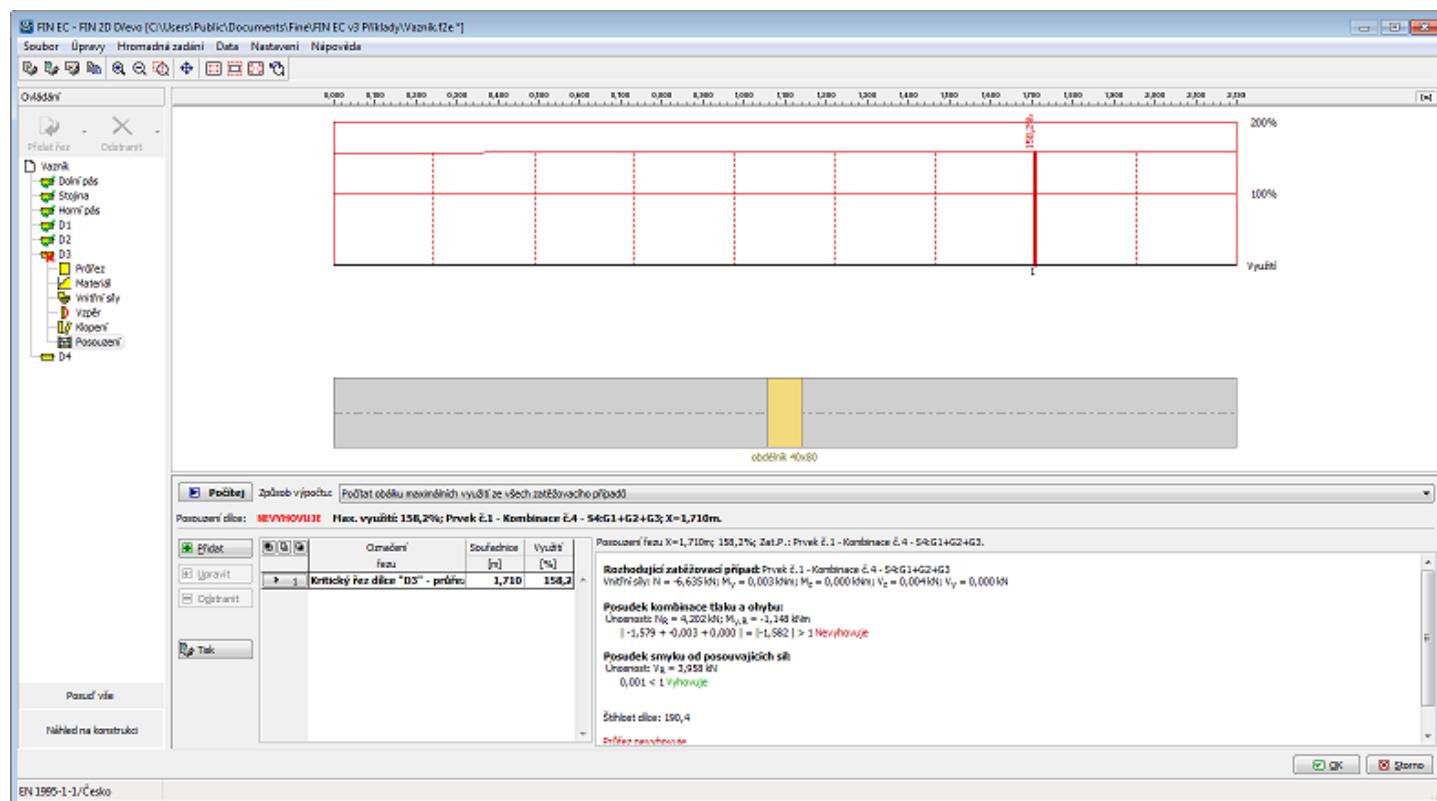 FIN EC - FIN 2D Dřevo [C:\Users\Public\Documents\Fine\FIN EC v3 Příklady\Vazník.f2e *]
Soubor Úpravy Hromadná zadání Data Nastavení Nápověda
Ovládání
Přidat řez Odstranit
Vazník
Dolní pás
Stojina
Horní pás
D1
D2
D3
Průřez
Materiál
Vnitřní síly
Vzpěr
Klopení
Posouzení
D4
Posuď vše
Náhled na konstrukci
[m]
158,2%
200%
100%
Využití
1
obdélník 40x80
Počítej Způsob výpočtu: Počítat obálku maximálních využití ze všech zatěžovacího případů
Posouzení dílce: NEVYHOVUJE Max. využití: 158,2%; Prvek č.1 - Kombinace č.4 - S4:G1+G2+G3; X=1,710m.
Přidat
Upravit
Odstranit
Tisk
Označení Souřadnice Využití
řezu [m] [%]
1 Kritický řez dílce "D3" - průřez 1,710 158,2
Posouzení řezu X=1,710m; 158,2%; Zat.P.: Prvek č.1 - Kombinace č.4 - S4:G1+G2+G3.
Rozhodující zatěžovací případ: Prvek č.1 - Kombinace č.4 - S4:G1+G2+G3
Vnitřní síly: N = -6,635 kN; My = 0,003 kNm; Mz = 0,000 kNm; Vz = 0,004 kN; Vy = 0,000 kN
Posudek kombinace tlaku a ohybu:
Únosnosti: NR = 4,202 kN; My,R = -1,148 kNm
| -1,579 + -0,003 + 0,000 | = |-1,582 | > 1 Nevyhovuje
Posudek smyku od posouvajících sil:
Únosnost: VR = 3,958 kN
0,001 < 1 Vyhovuje
Štíhlost dílce: 190,4
Průřez nevyhovuje
OK Storno
EN 1995-1-1/Česko